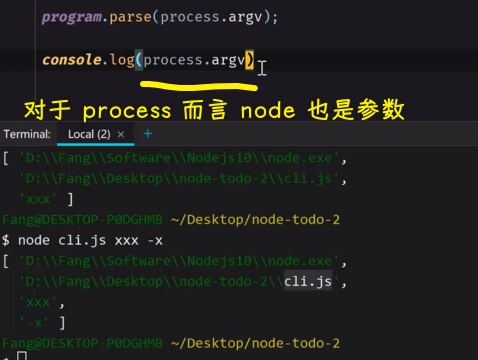 program.parse(process.argv);
console.log(process.argv)
对于 process 而言 node 也是参数
Terminal: Local (2) × +
[ 'D:\\Fang\\Software\\Nodejs10\\node.exe',
'D:\\Fang\\Desktop\\node-todo-2\\cli.js',
'xxx' ]
Fang@DESKTOP-P0DGHMB ~/Desktop/node-todo-2
$ node cli.js xxx -x
[ 'D:\\Fang\\Software\\Nodejs10\\node.exe',
'D:\\Fang\\Desktop\\node-todo-2\\cli.js',
'xxx',
'-x' ]
Fang@DESKTOP-P0DGHMB ~/Desktop/node-todo-2
$